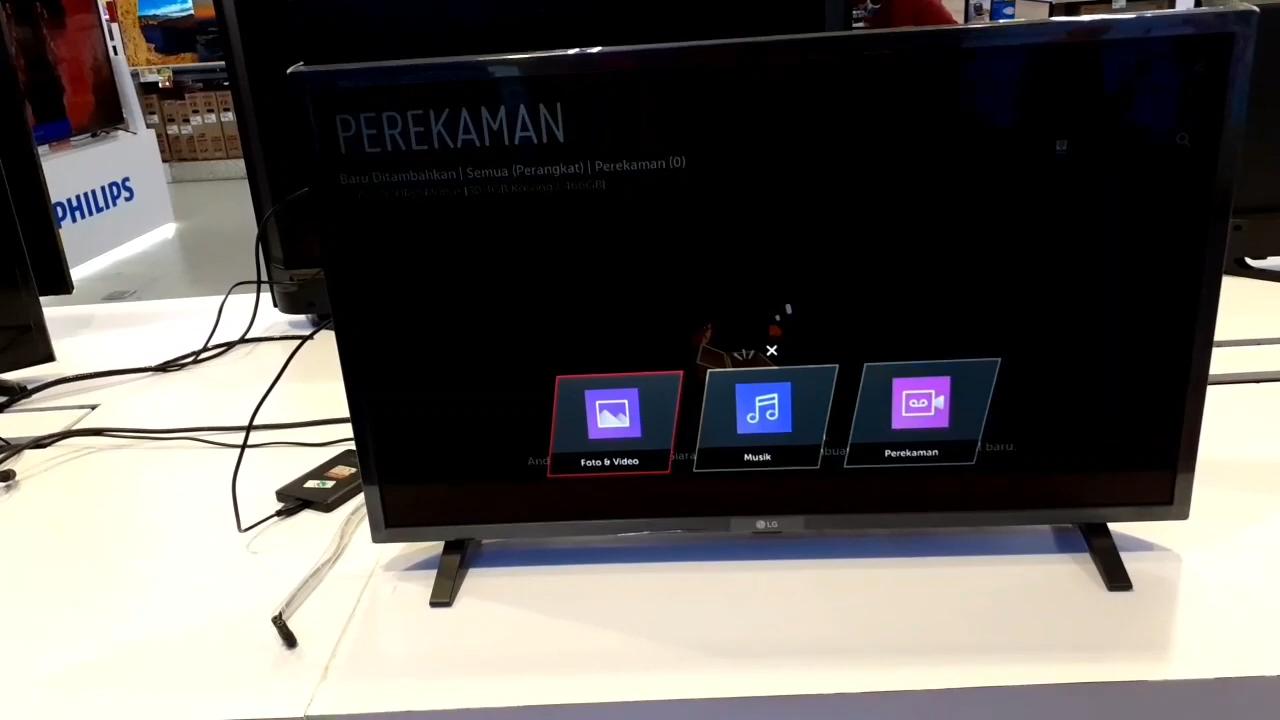 PHILIPS
PEREKAMAN
Baru Ditambahkan | Semua (Perangkat) | Perekaman (0)
Foto & Video
Musik
Perekaman
baru.
LG